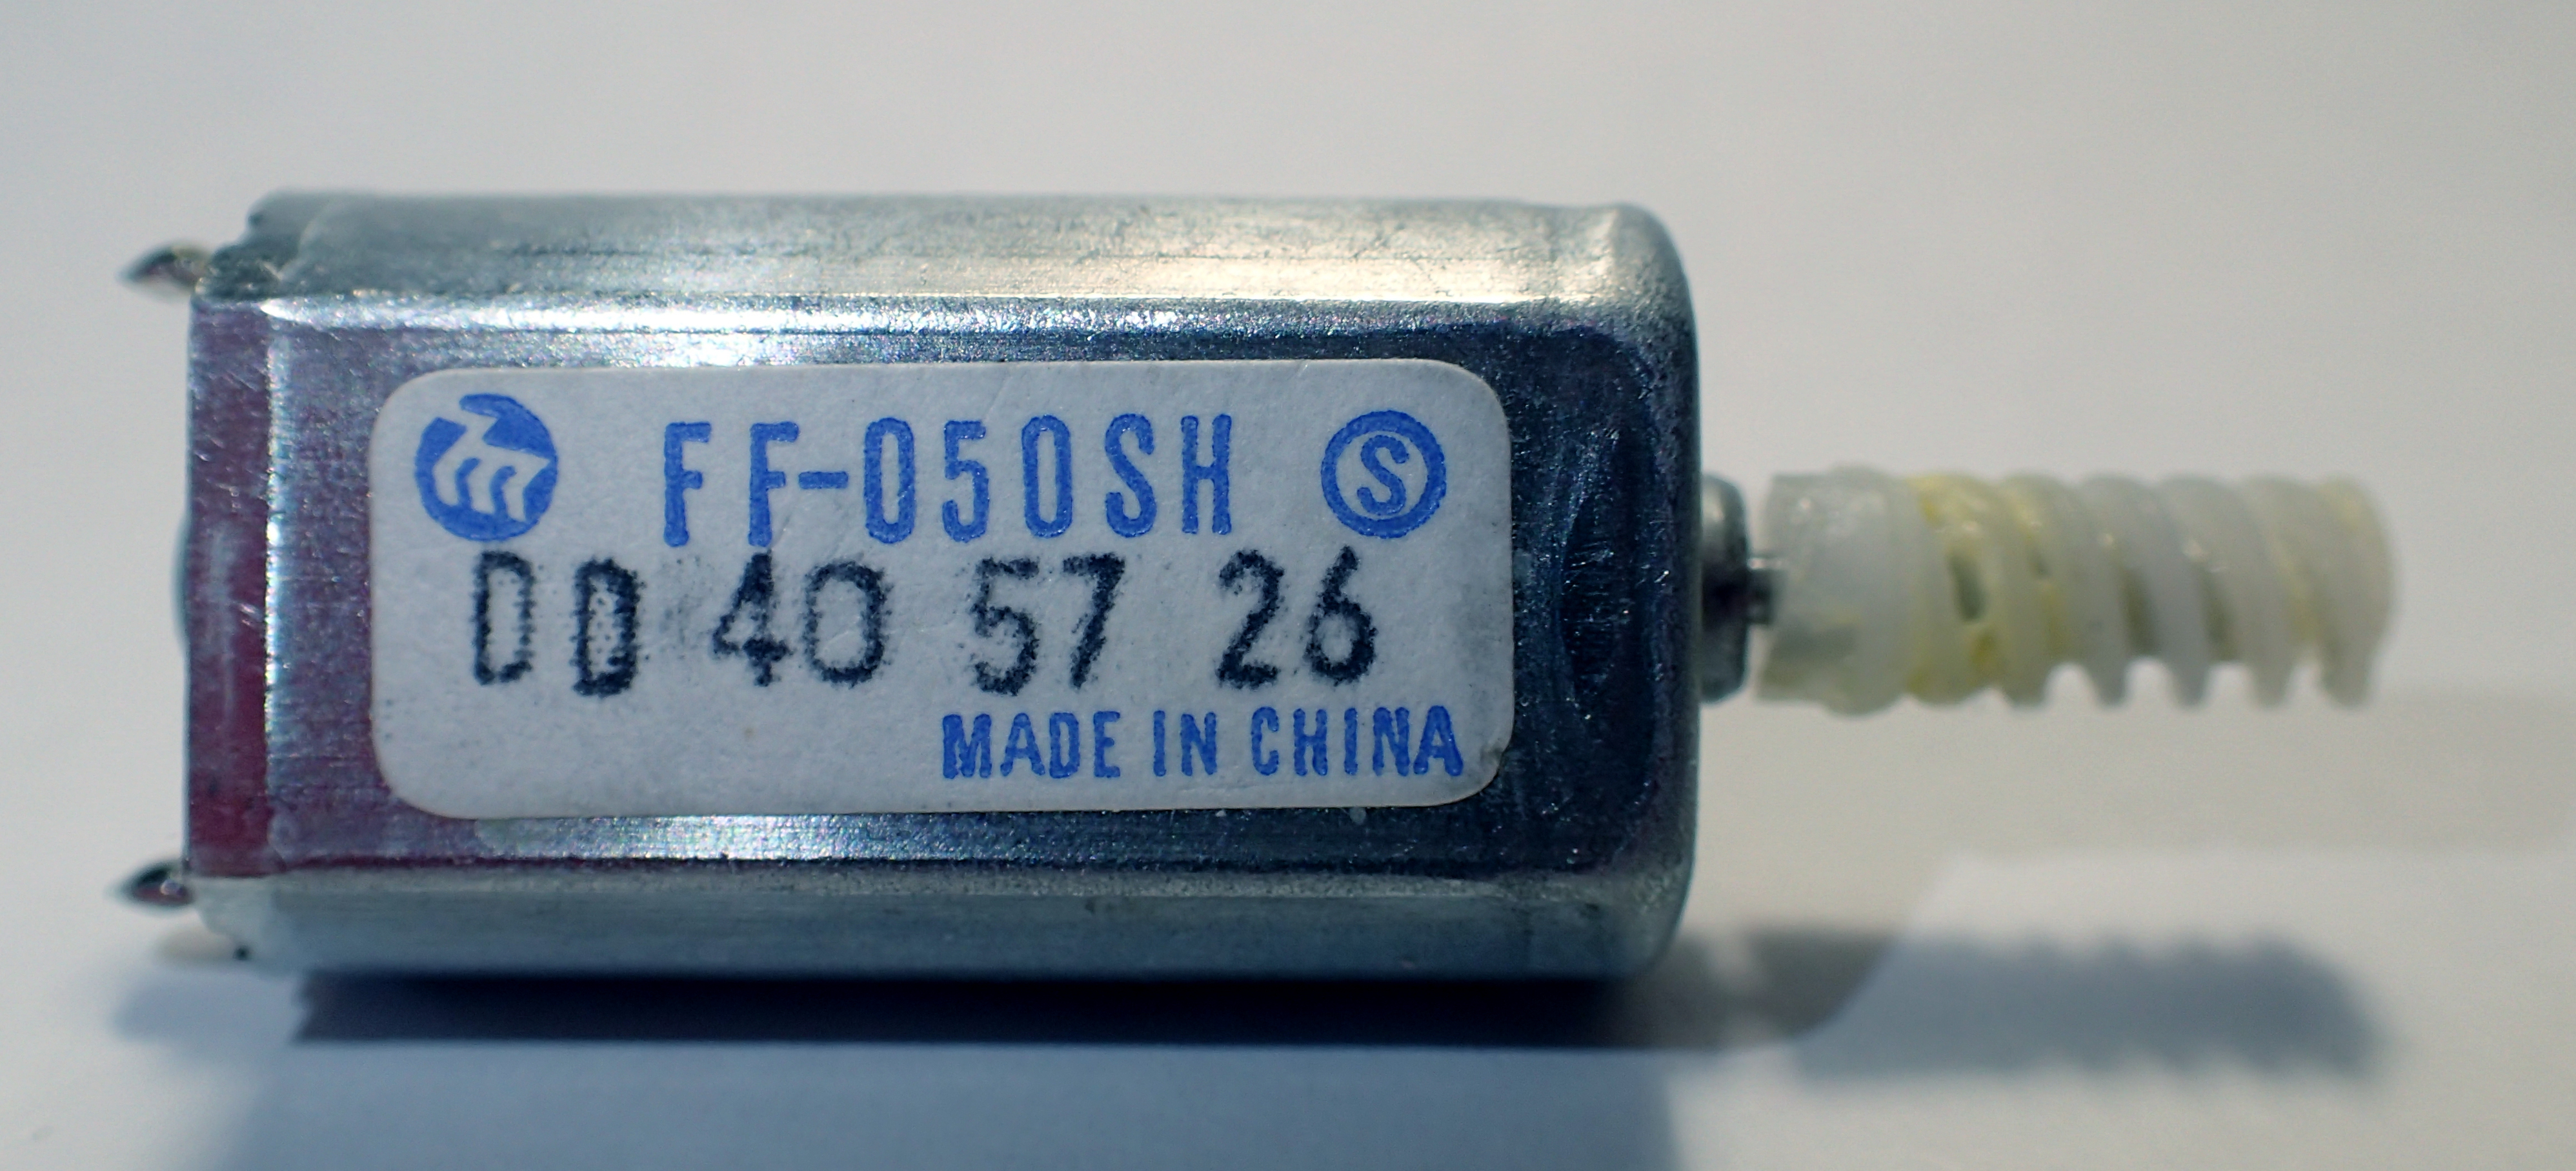 FF-050SH Ⓢ
DD 40 57 26
MADE IN CHINA